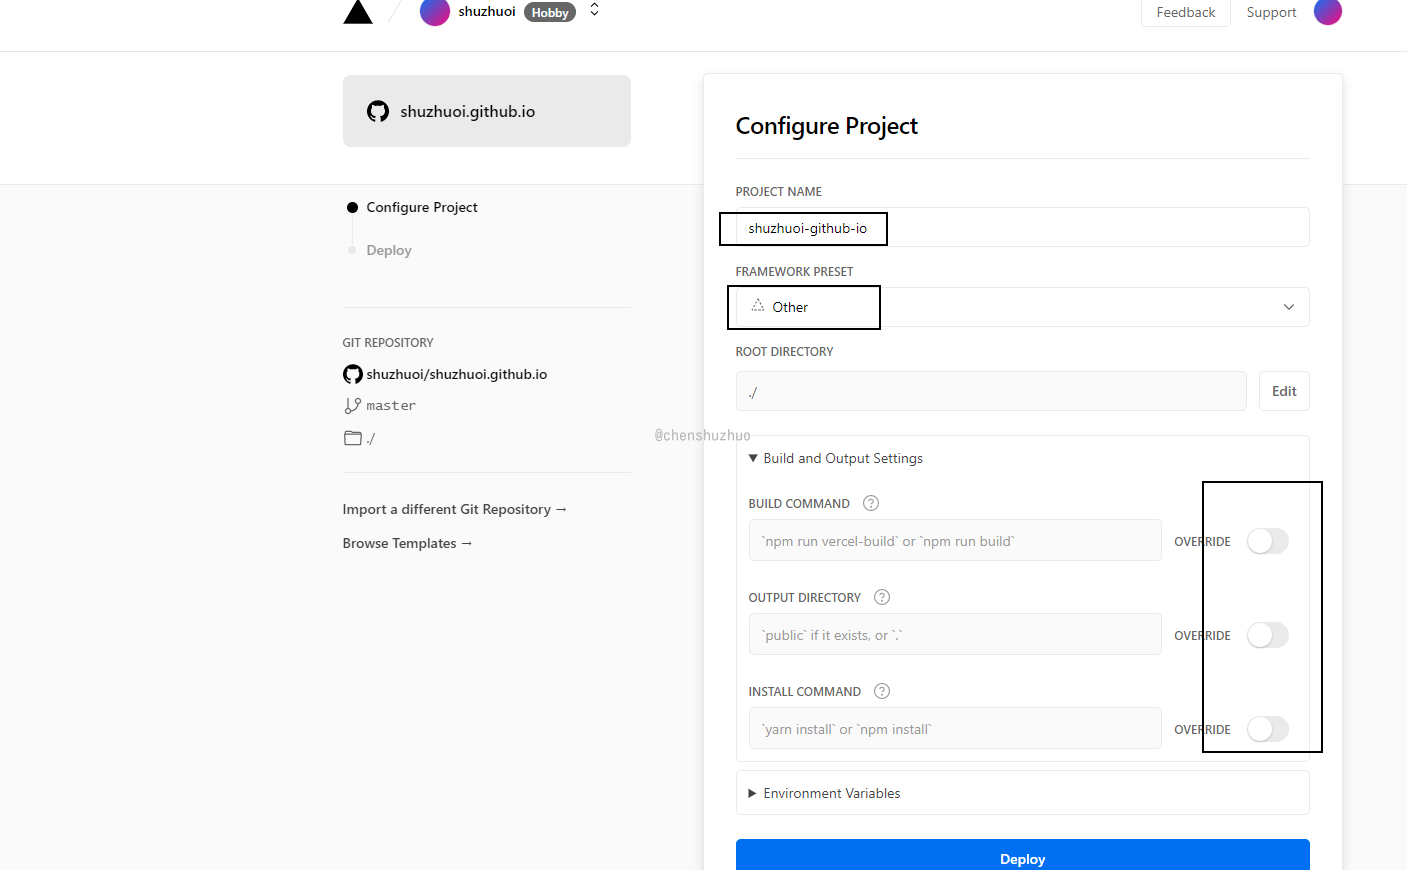 shuzhuoi Hobby Feedback Support
shuzhuoi.github.io
Configure Project
Deploy
GIT REPOSITORY
shuzhuoi/shuzhuoi.github.io
master
./
Import a different Git Repository →
Browse Templates →
Configure Project
PROJECT NAME
shuzhuoi-github-io
FRAMEWORK PRESET
Other
ROOT DIRECTORY
./ Edit
@chenshuzhuo
Build and Output Settings
BUILD COMMAND ?
`npm run vercel-build` or `npm run build` OVERRIDE
OUTPUT DIRECTORY ?
`public` if it exists, or `.` OVERRIDE
INSTALL COMMAND ?
`yarn install` or `npm install` OVERRIDE
Environment Variables
Deploy